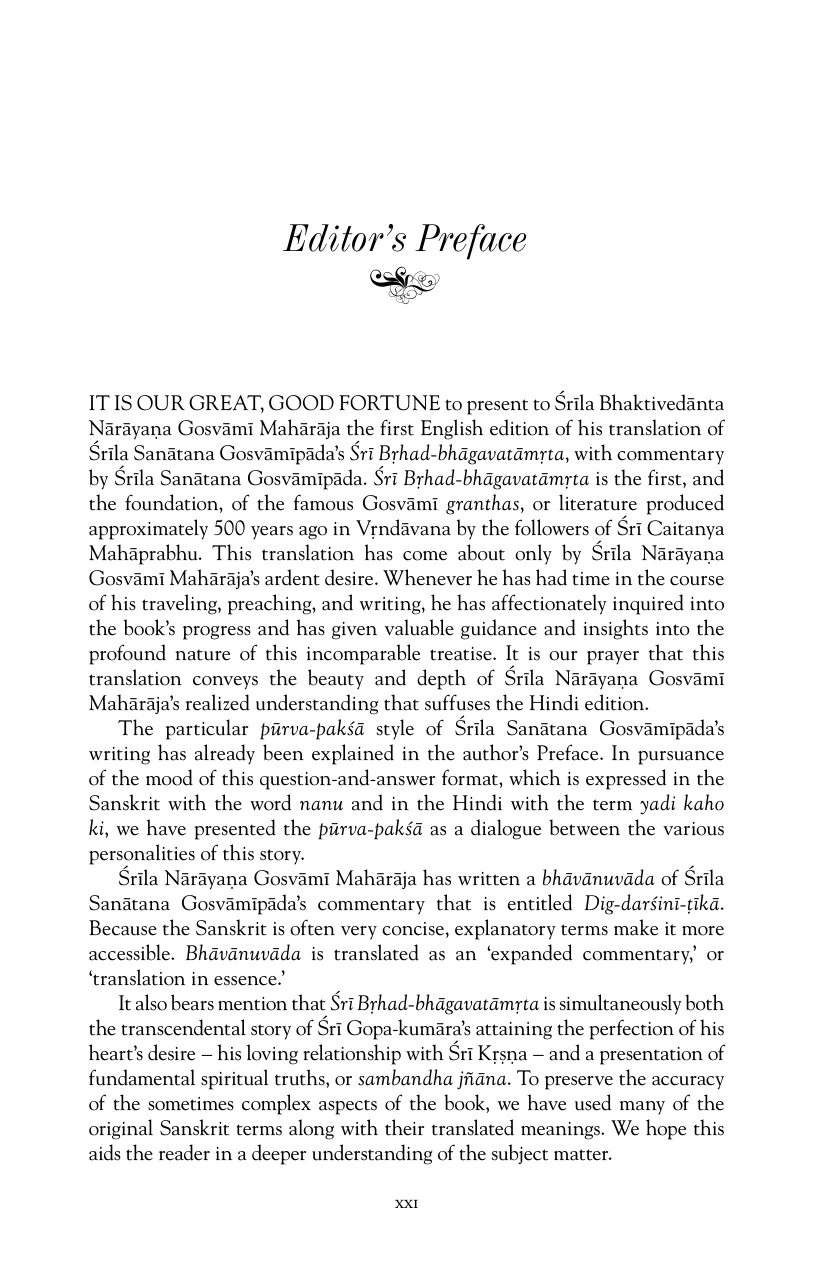 Editor’s Preface
IT IS OUR GREAT, GOOD FORTUNE to present to Śrīla Bhaktivedānta
Nārāyaṇa Gosvāmī Mahārāja the first English edition of his translation of
Śrīla Sanātana Gosvāmīpāda’s Śrī Bṛhad-bhāgavatāmṛta, with commentary
by Śrīla Sanātana Gosvāmīpāda. Śrī Bṛhad-bhāgavatāmṛta is the first, and
the foundation, of the famous Gosvāmī granthas, or literature produced
approximately 500 years ago in Vṛndāvana by the followers of Śrī Caitanya
Mahāprabhu. This translation has come about only by Śrīla Nārāyaṇa
Gosvāmī Mahārāja’s ardent desire. Whenever he has had time in the course
of his traveling, preaching, and writing, he has affectionately inquired into
the book’s progress and has given valuable guidance and insights into the
profound nature of this incomparable treatise. It is our prayer that this
translation conveys the beauty and depth of Śrīla Nārāyaṇa Gosvāmī
Mahārāja’s realized understanding that suffuses the Hindi edition.
The particular pūrva-pakśā style of Śrīla Sanātana Gosvāmīpāda’s
writing has already been explained in the author’s Preface. In pursuance
of the mood of this question-and-answer format, which is expressed in the
Sanskrit with the word nanu and in the Hindi with the term yadi kaho
ki, we have presented the pūrva-pakśā as a dialogue between the various
personalities of this story.
Śrīla Nārāyaṇa Gosvāmī Mahārāja has written a bhāvānuvāda of Śrīla
Sanātana Gosvāmīpāda’s commentary that is entitled Dig-darśinī-ṭīkā.
Because the Sanskrit is often very concise, explanatory terms make it more
accessible. Bhāvānuvāda is translated as an ‘expanded commentary,’ or
‘translation in essence.’
It also bears mention that Śrī Bṛhad-bhāgavatāmṛta is simultaneously both
the transcendental story of Śrī Gopa-kumāra’s attaining the perfection of his
heart’s desire – his loving relationship with Śrī Kṛṣṇa – and a presentation of
fundamental spiritual truths, or sambandha jñāna. To preserve the accuracy
of the sometimes complex aspects of the book, we have used many of the
original Sanskrit terms along with their translated meanings. We hope this
aids the reader in a deeper understanding of the subject matter.
XXI